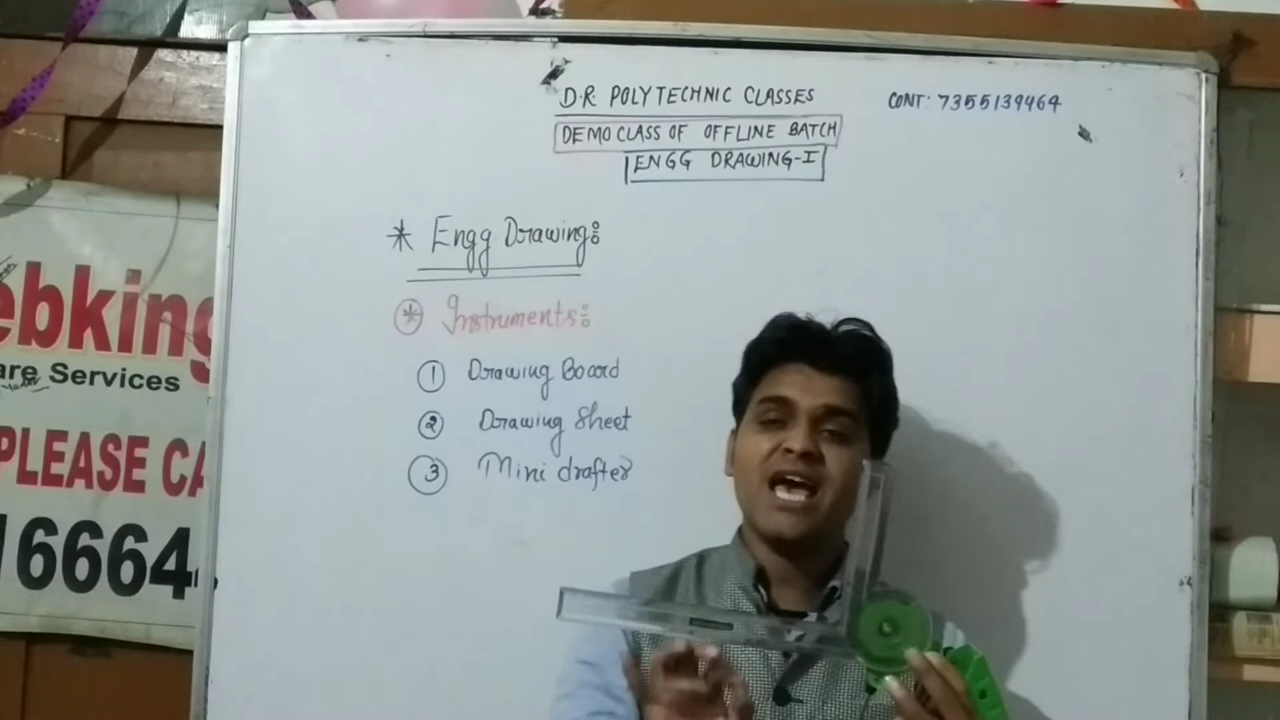 D.R POLYTECHNIC CLASSES
CONT: 7355139464
DEMO CLASS OF OFFLINE BATCH
ENGG DRAWING-I
* Engg Drawing:
* Instruments:
1 Drawing Board
2 Drawing Sheet
3 Mini drafter
ebking
are Services
PLEASE CA
16664